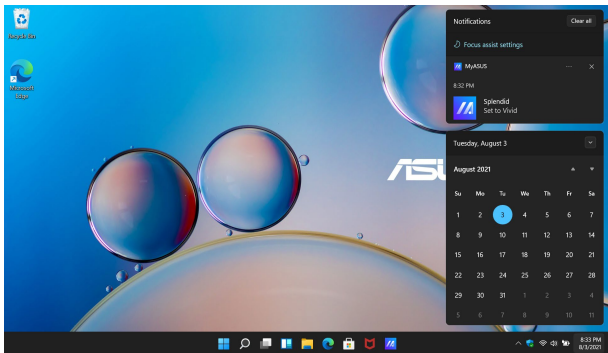 Recycle Bin
Microsoft
Edge
Notifications
Clear all
Focus assist settings
MyASUS
8:32 PM
Splendid
Set to Vivid
Tuesday, August 3
August 2021
Su Mo Tu We Th Fr Sa
1 2 3 4 5 6 7
8 9 10 11 12 13 14
15 16 17 18 19 20 21
22 23 24 25 26 27 28
29 30 31 1 2 3 4
5 6 7 8 9 10 11
8:33 PM
8/3/2021